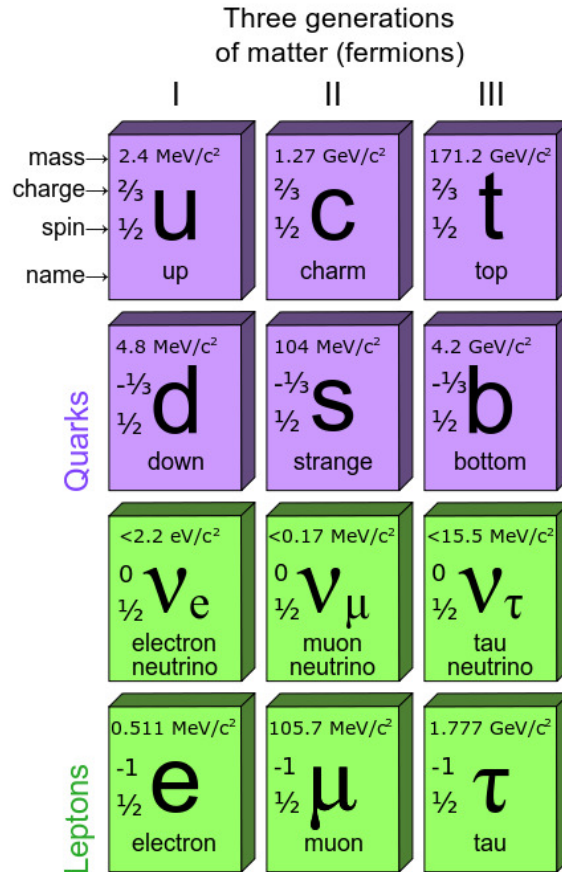 Three generations
of matter (fermions)
I II III
mass→ 2.4 MeV/c² 1.27 GeV/c² 171.2 GeV/c²
charge→ ⅔ ⅔ ⅔
u c t
spin→ ½ ½ ½
name→ up charm top
Quarks
4.8 MeV/c² 104 MeV/c² 4.2 GeV/c²
-⅓ -⅓ -⅓
d s b
½ ½ ½
down strange bottom
<2.2 eV/c² <0.17 MeV/c² <15.5 MeV/c²
0 0 0
νe νμ ντ
½ ½ ½
electron muon tau
neutrino neutrino neutrino
Leptons
0.511 MeV/c² 105.7 MeV/c² 1.777 GeV/c²
-1 -1 -1
e μ τ
½ ½ ½
electron muon tau